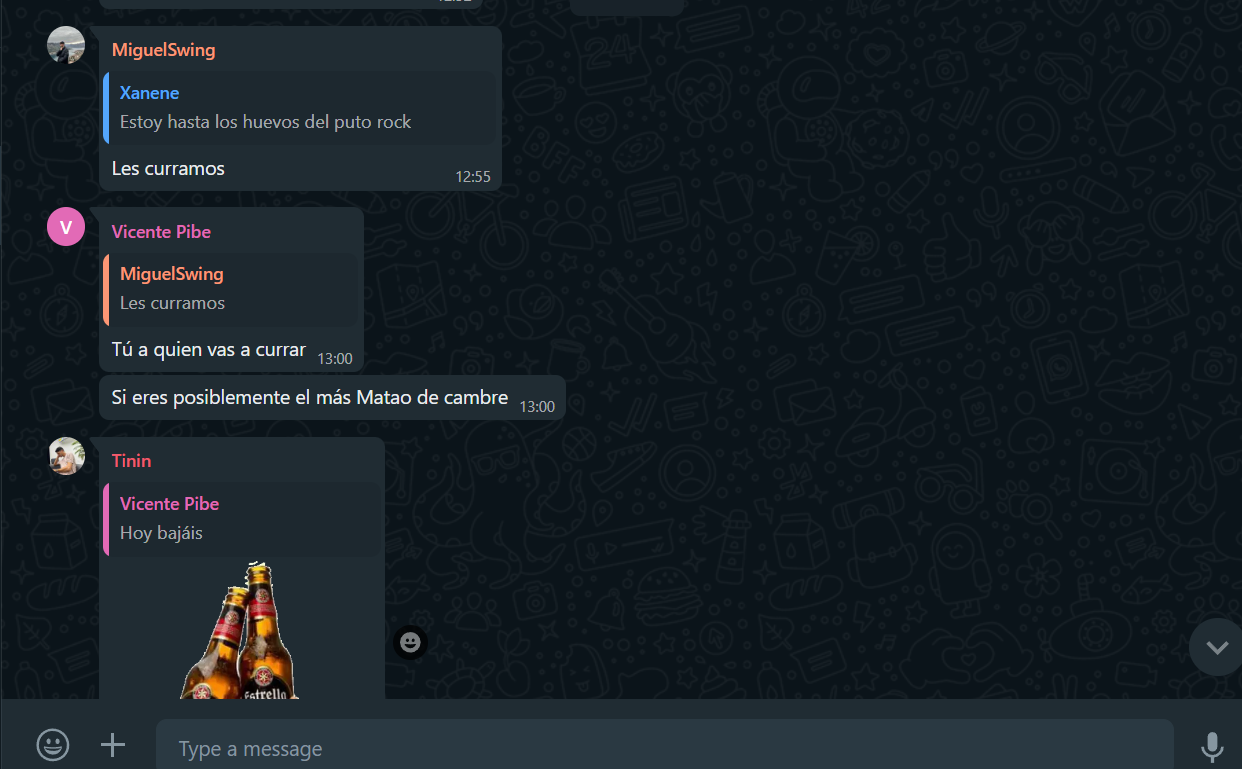 MiguelSwing
Xanene
Estoy hasta los huevos del puto rock
Les curramos
12:55
V
Vicente Pibe
MiguelSwing
Les curramos
Tú a quien vas a currar
13:00
Si eres posiblemente el más Matao de cambre
13:00
Tinin
Vicente Pibe
Hoy bajáis
Estrella
Type a message